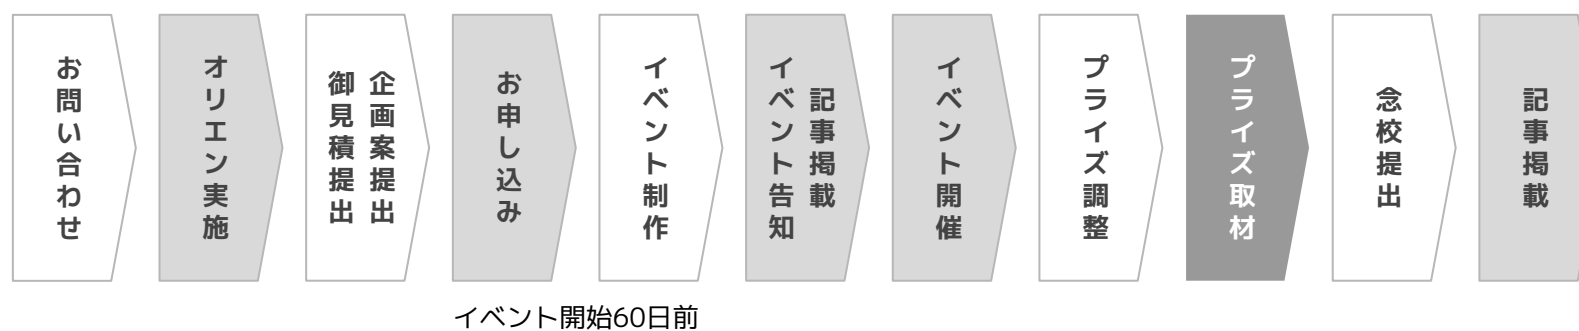 お問い合わせ
オリエン実施
企画案提出
御見積提出
お申し込み
イベント制作
記事掲載
イベント告知
イベント開催
プライズ調整
プライズ取材
念校提出
記事掲載
イベント開始60日前